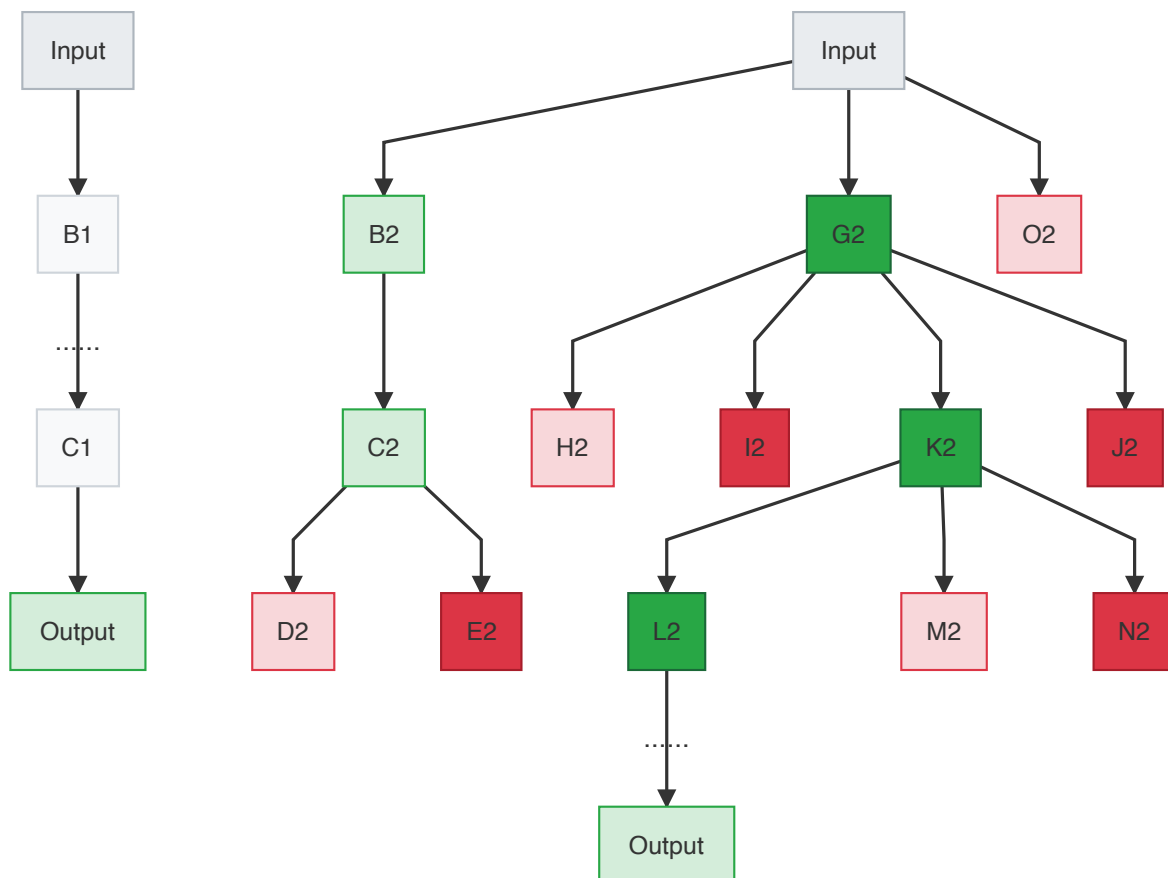 Input
Input
B1
B2
G2
O2
......
C1
C2
H2
I2
K2
J2
Output
D2
E2
L2
M2
N2
......
Output